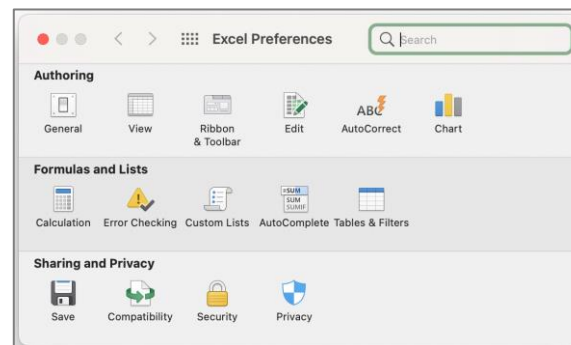 Excel Preferences
Search
Authoring
General View Ribbon & Toolbar Edit AutoCorrect Chart
ABC
Formulas and Lists
=SUM
SUM
SUMIF
Calculation Error Checking Custom Lists AutoComplete Tables & Filters
Sharing and Privacy
Save Compatibility Security Privacy